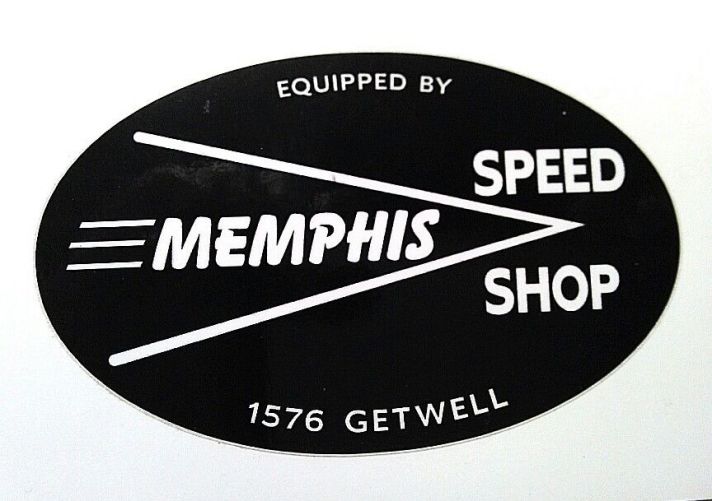 EQUIPPED BY
MEMPHIS
SPEED
SHOP
1576 GETWELL